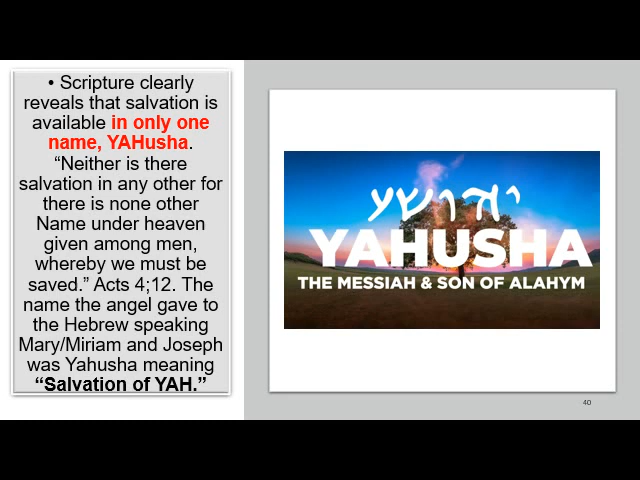 • Scripture clearly
reveals that salvation is
available in only one
name, YAHusha.
“Neither is there
salvation in any other for
there is none other
Name under heaven
given among men,
whereby we must be
saved.” Acts 4;12. The
name the angel gave to
the Hebrew speaking
Mary/Miriam and Joseph
was Yahusha meaning
“Salvation of YAH.”
יהושע
YAHUSHA
THE MESSIAH & SON OF ALAHYM
40